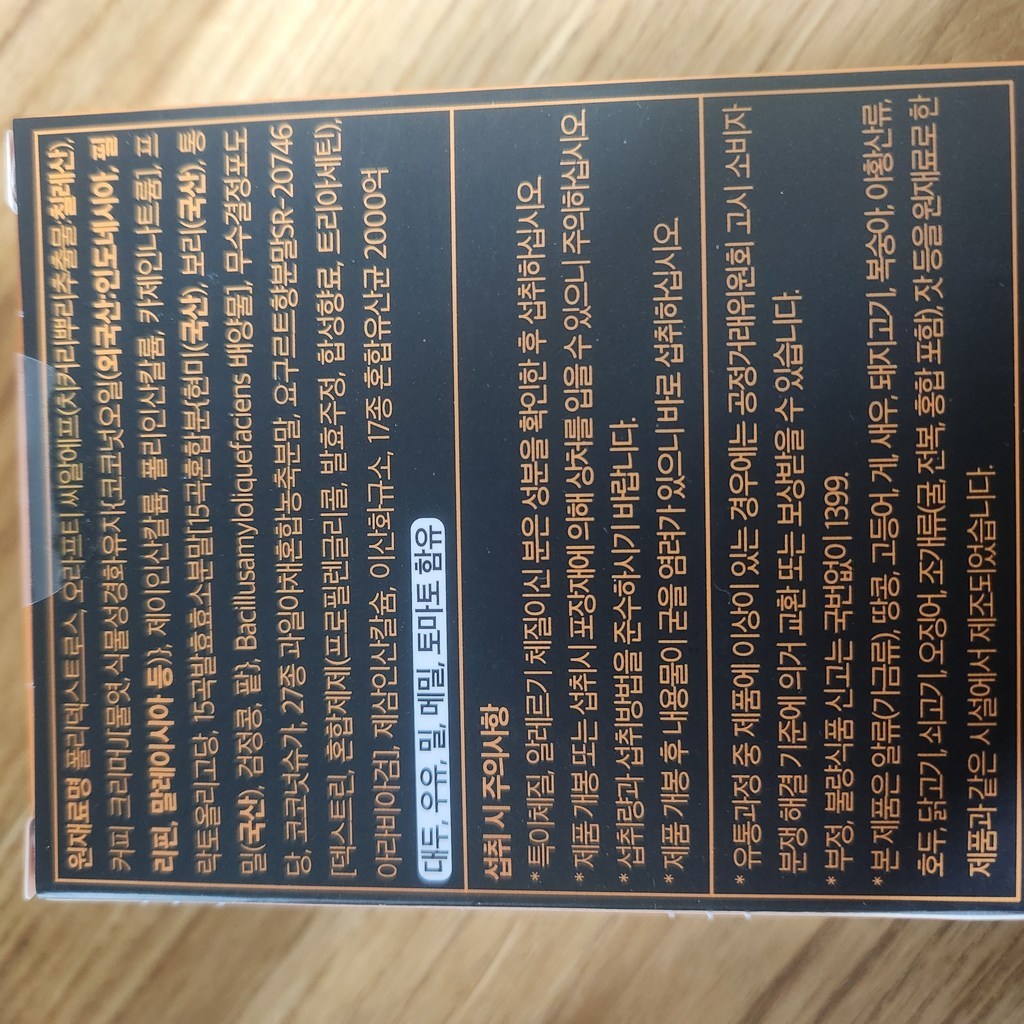 원재료명 폴리덱스트로스, 오라프티 씨알에프(치커리뿌리추출물:칠레산),
커피 크리머{[물엿, 식물성경화유지{코코넛오일(외국산:인도네시아, 필
리핀, 말레이시아 등)}, 제이인산칼륨, 폴리인산칼륨, 카제인나트륨], 프
락토올리고당, 15곡발효효소분말[15곡혼합분{현미(국산), 보리(국산), 통
밀(국산), 검정콩, 팥}, Bacillusamyloliquefaciens 배양물], 무수결정포도
당, 코코넛슈가, 27종 과일야채혼합농축분말, 요구르트향분말SR-20746
[덱스트린, 혼합제제(프로필렌글리콜, 발효주정, 합성향료, 트리아세틴),
아라비아검], 제삼인산칼슘, 이산화규소, 17종 혼합유산균 2000억
대두, 우유, 밀, 메밀, 토마토 함유
섭취 시 주의사항
* 특이체질, 알레르기 체질이신 분은 성분을 확인한 후 섭취하십시오
* 제품 개봉 또는 섭취시 포장재에 의해 상처를 입을 수 있으니 주의하십시오
* 섭취량과 섭취방법을 준수하시기 바랍니다.
* 제품 개봉 후 내용물이 굳을 염려가 있으니 바로 섭취하십시오
* 유통과정 중 제품에 이상이 있는 경우에는 공정거래위원회 고시 소비자
분쟁 해결 기준에 의거 교환 또는 보상받을 수 있습니다.
* 부정, 불량식품 신고는 국번없이 1399.
* 본 제품은 알류(가금류), 땅콩, 고등어, 게, 새우, 돼지고기, 복숭아, 아황산류,
호두, 닭고기, 쇠고기, 오징어, 조개류(굴, 전복, 홍합 포함), 잣 등을 원재료로 한
제품과 같은 시설에서 제조되었습니다.